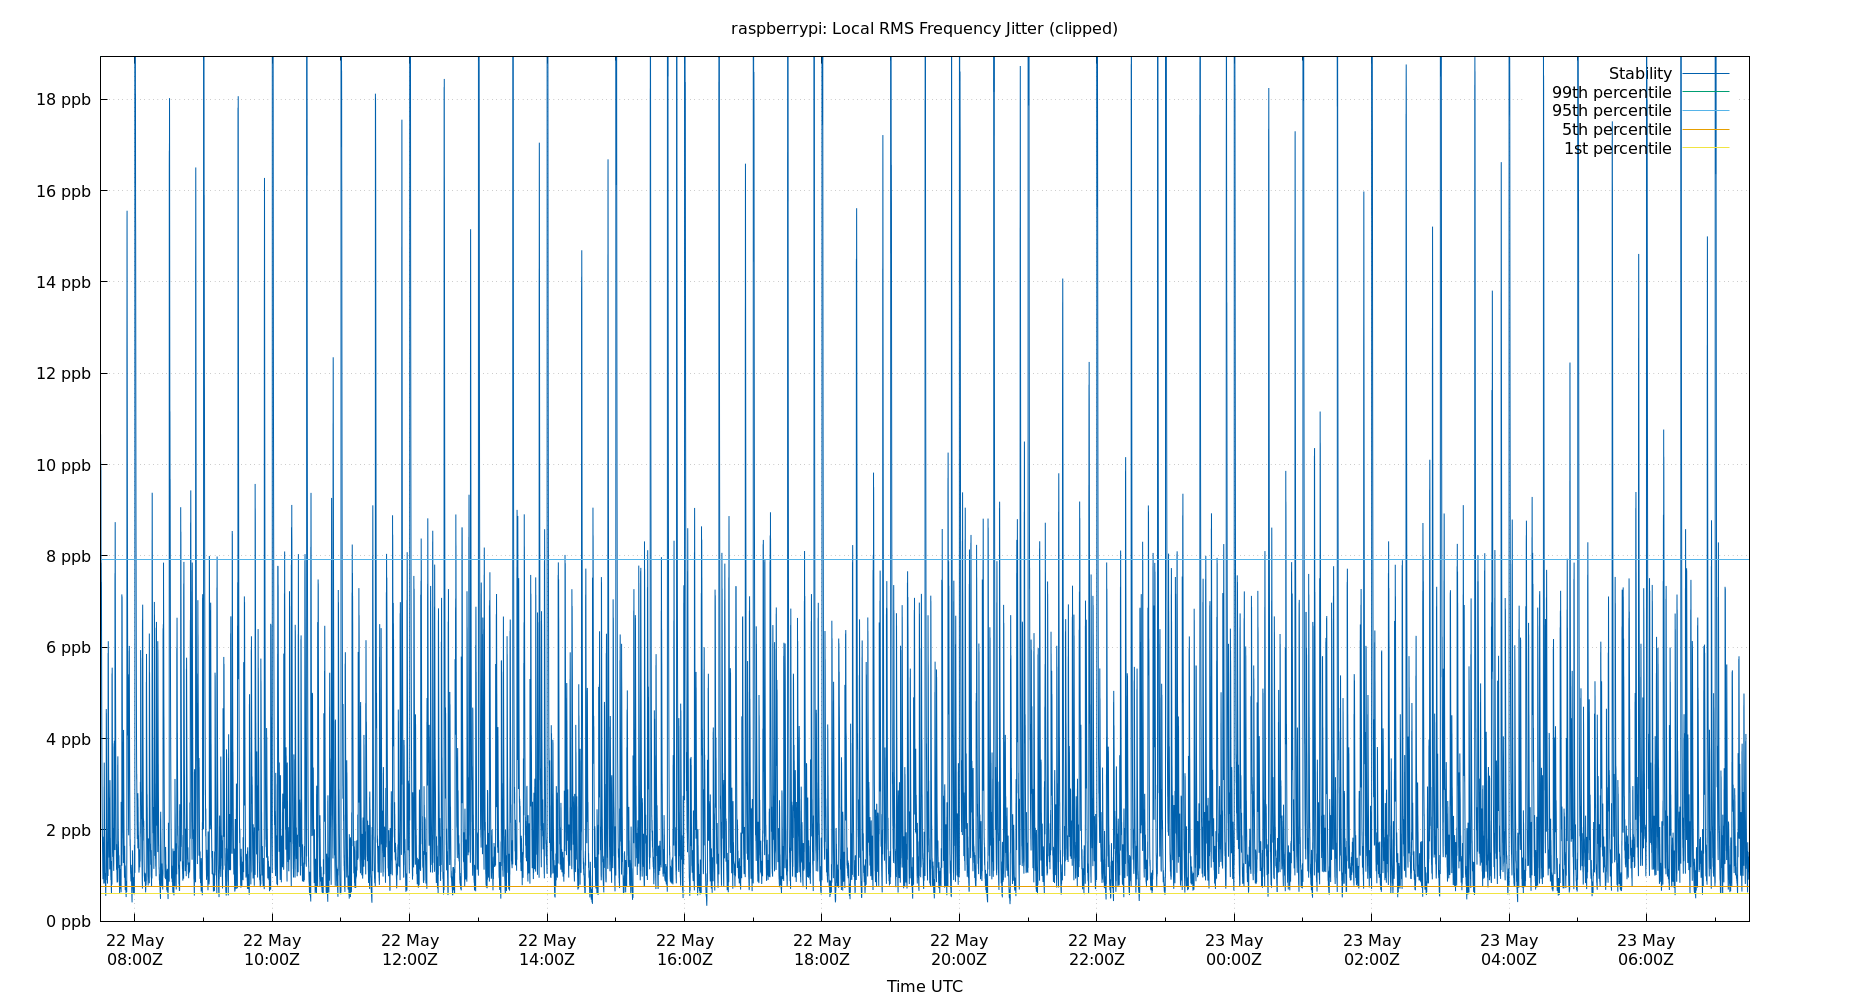 raspberrypi: Local RMS Frequency Jitter (clipped)
Stability
99th percentile
95th percentile
5th percentile
1st percentile
18 ppb
16 ppb
14 ppb
12 ppb
10 ppb
8 ppb
6 ppb
4 ppb
2 ppb
0 ppb
22 May 22 May 22 May 22 May 22 May 22 May 22 May 22 May 23 May 23 May 23 May 23 May
08:00Z 10:00Z 12:00Z 14:00Z 16:00Z 18:00Z 20:00Z 22:00Z 00:00Z 02:00Z 04:00Z 06:00Z
Time UTC